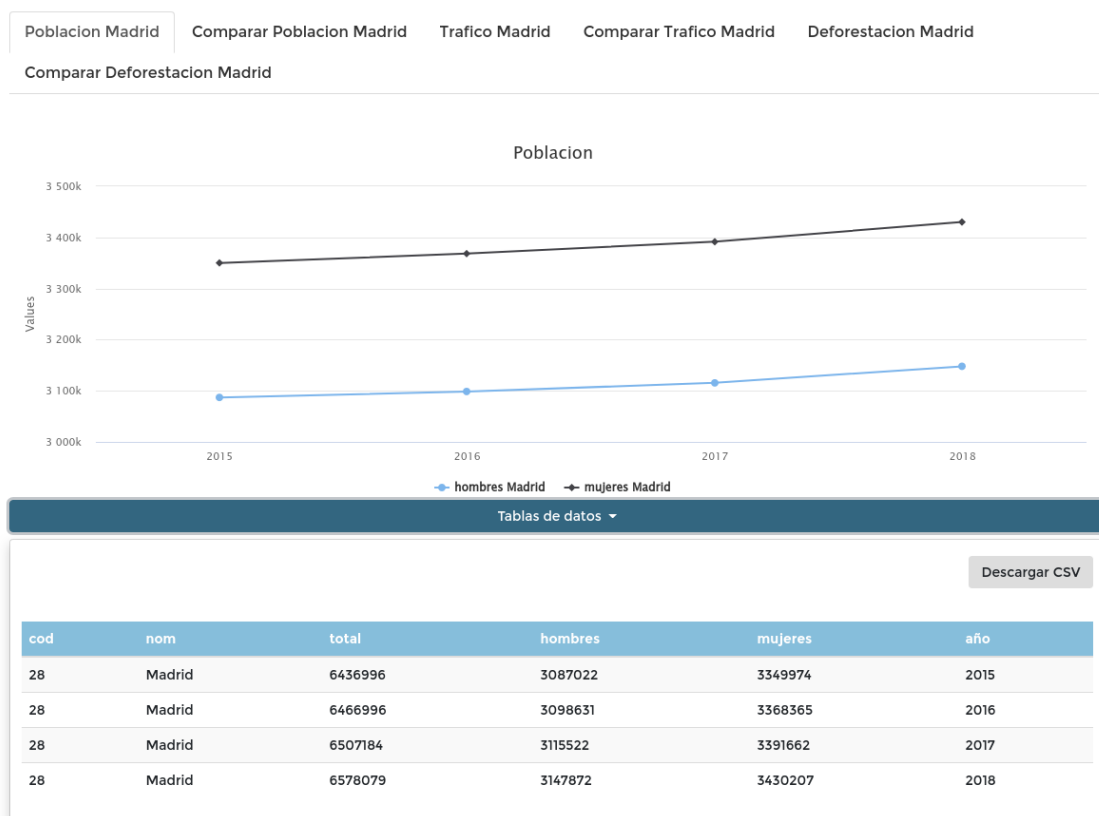 Poblacion Madrid Comparar Poblacion Madrid Trafico Madrid Comparar Trafico Madrid Deforestacion Madrid
Comparar Deforestacion Madrid
Poblacion
3 500k
3 400k
3 300k
3 200k
3 100k
3 000k
Values
2015 2016 2017 2018
hombres Madrid mujeres Madrid
Tablas de datos
Descargar CSV
cod nom total hombres mujeres año
28 Madrid 6436996 3087022 3349974 2015
28 Madrid 6466996 3098631 3368365 2016
28 Madrid 6507184 3115522 3391662 2017
28 Madrid 6578079 3147872 3430207 2018